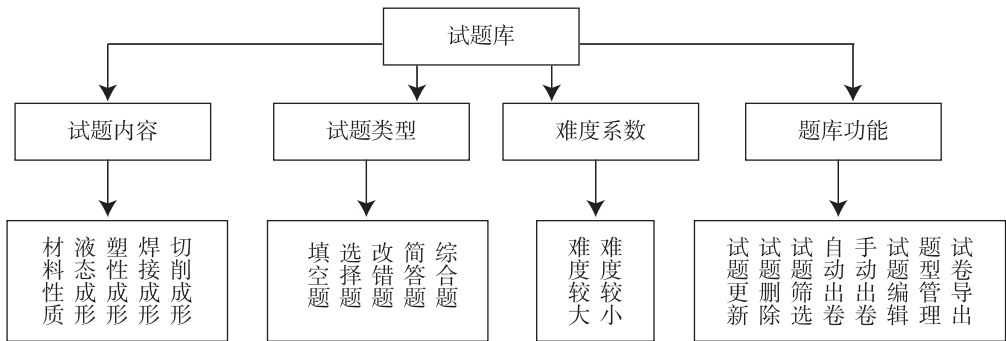 试题库
试题内容
试题类型
难度系数
题库功能
材料性质
液态成形
塑性成形
焊接成形
切削成形
填空题
选择题
改错题
简答题
综合题
难度较大
难度较小
试题更新
试题删除
试题筛选
自动出卷
手动出卷
试题编辑
题型管理
试卷导出